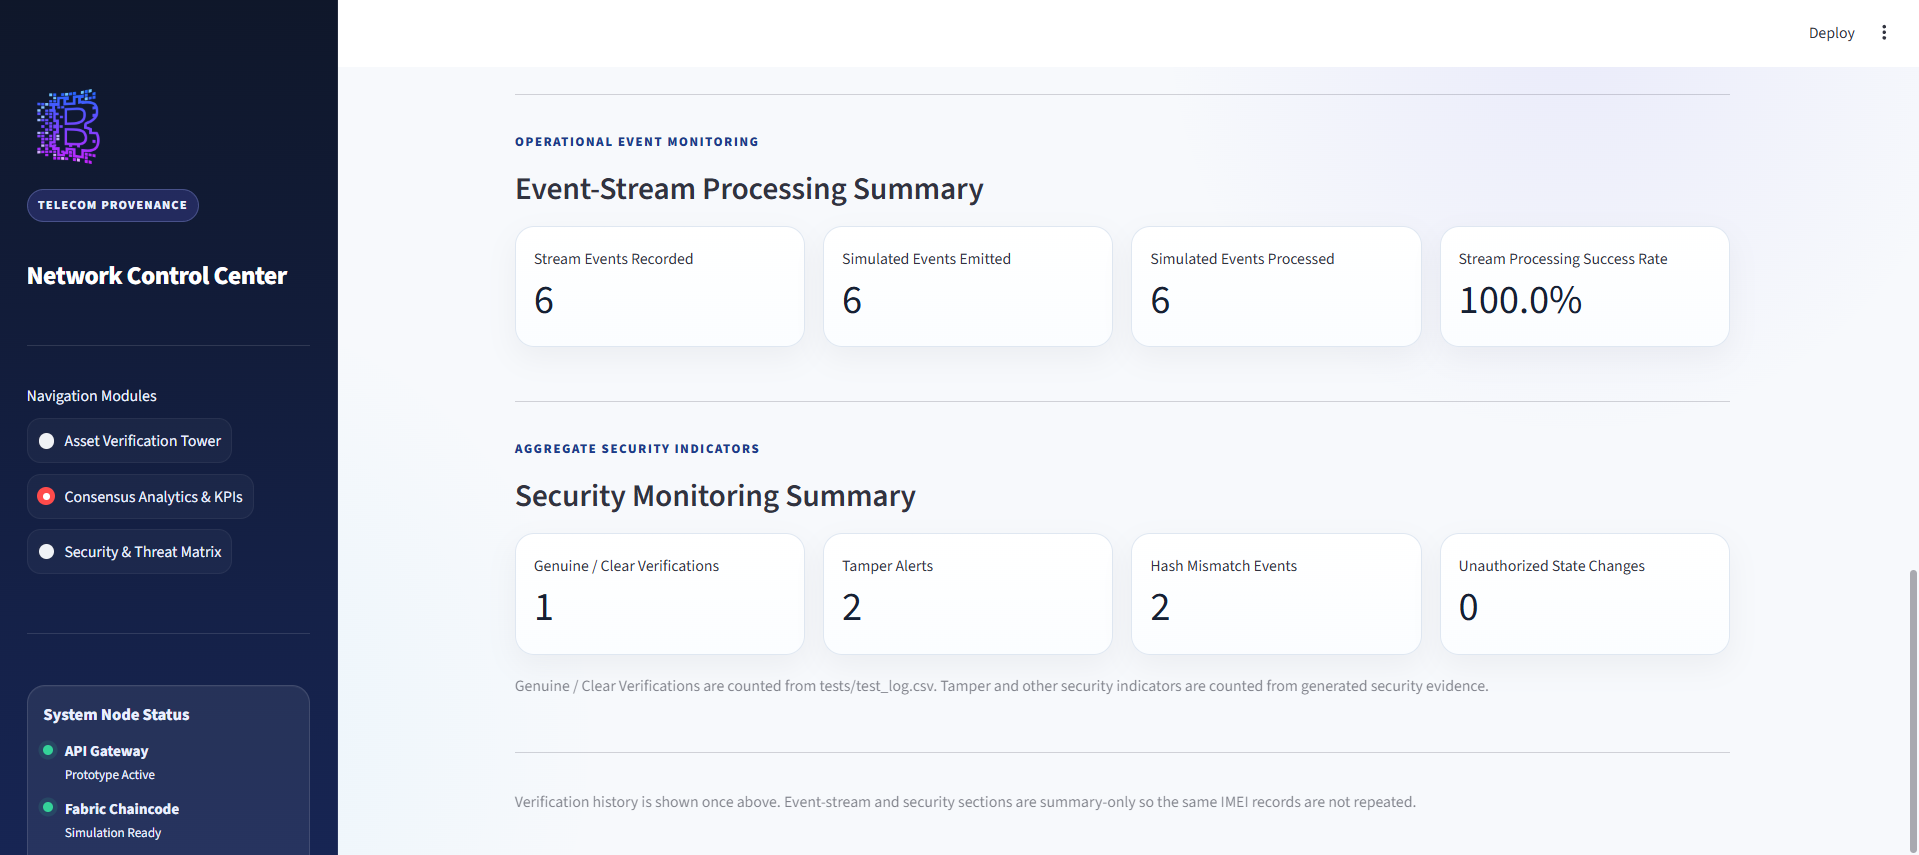 Deploy
TELECOM PROVENANCE
Network Control Center
Navigation Modules
Asset Verification Tower
Consensus Analytics & KPIs
Security & Threat Matrix
System Node Status
API Gateway
Prototype Active
Fabric Chaincode
Simulation Ready
OPERATIONAL EVENT MONITORING
Event-Stream Processing Summary
Stream Events Recorded
6
Simulated Events Emitted
6
Simulated Events Processed
6
Stream Processing Success Rate
100.0%
AGGREGATE SECURITY INDICATORS
Security Monitoring Summary
Genuine / Clear Verifications
1
Tamper Alerts
2
Hash Mismatch Events
2
Unauthorized State Changes
0
Genuine / Clear Verifications are counted from tests/test_log.csv. Tamper and other security indicators are counted from generated security evidence.
Verification history is shown once above. Event-stream and security sections are summary-only so the same IMEI records are not repeated.